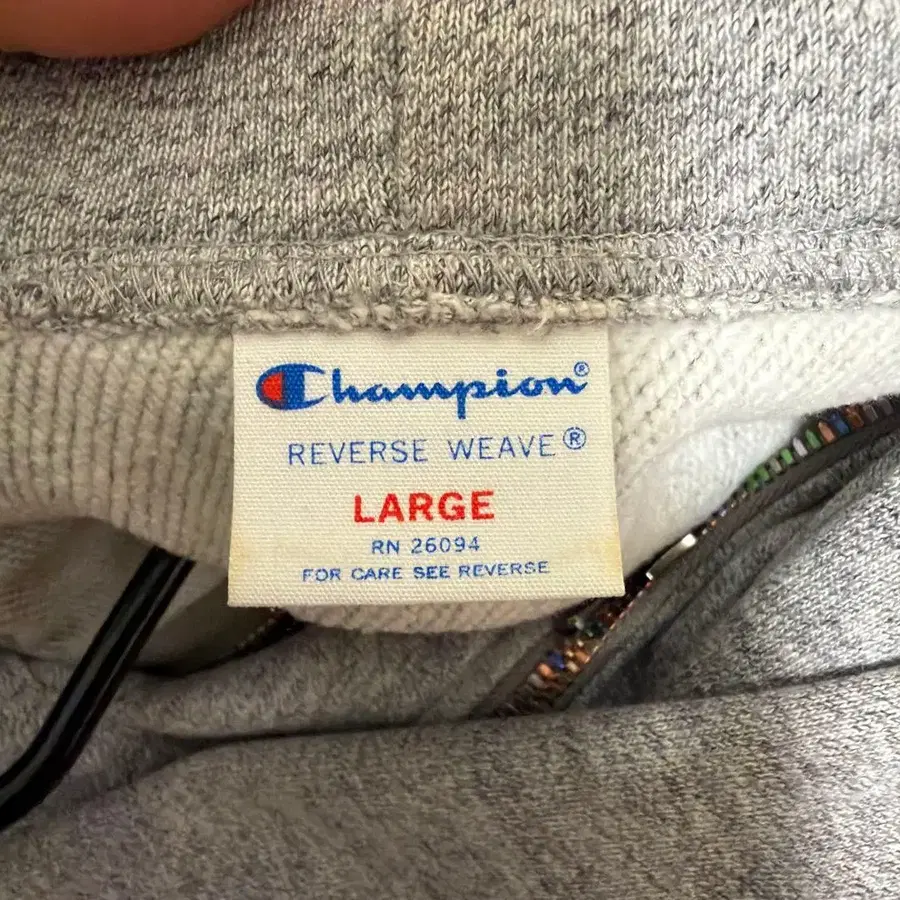 Champion®
REVERSE WEAVE®
LARGE
RN 26094
FOR CARE SEE REVERSE